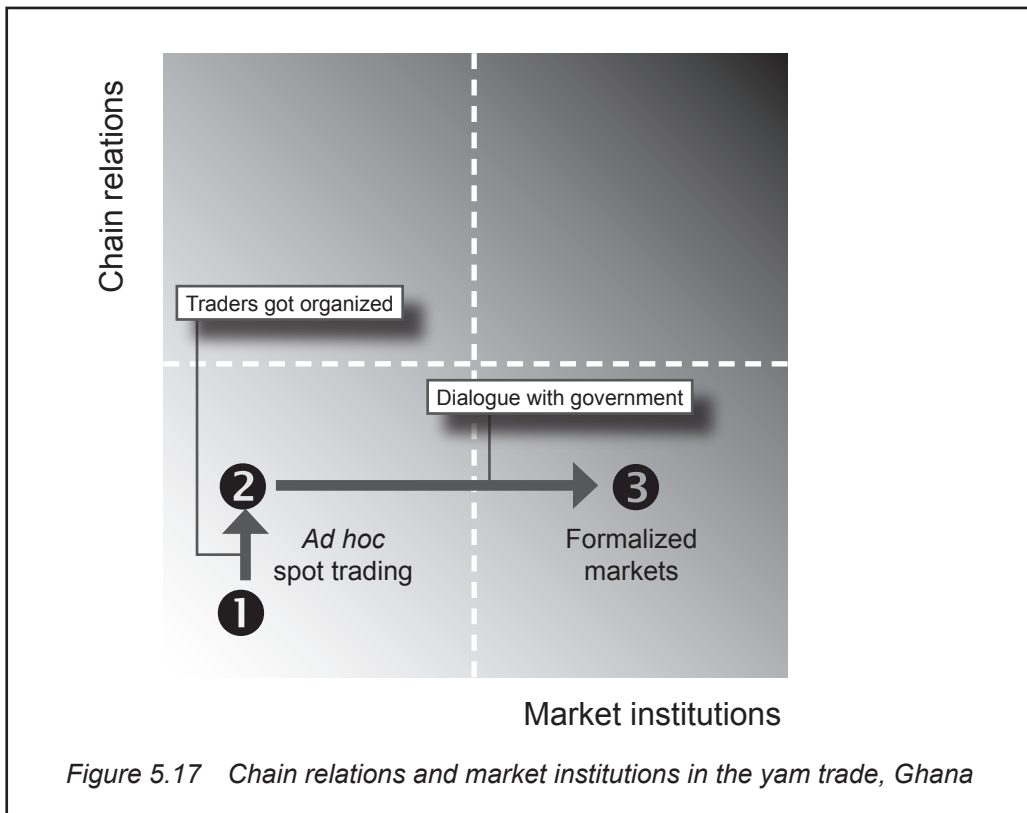 Chain relations
Traders got organized
Dialogue with government
2
3
Ad hoc
spot trading
Formalized
markets
1
Market institutions
Figure 5.17 Chain relations and market institutions in the yam trade, Ghana